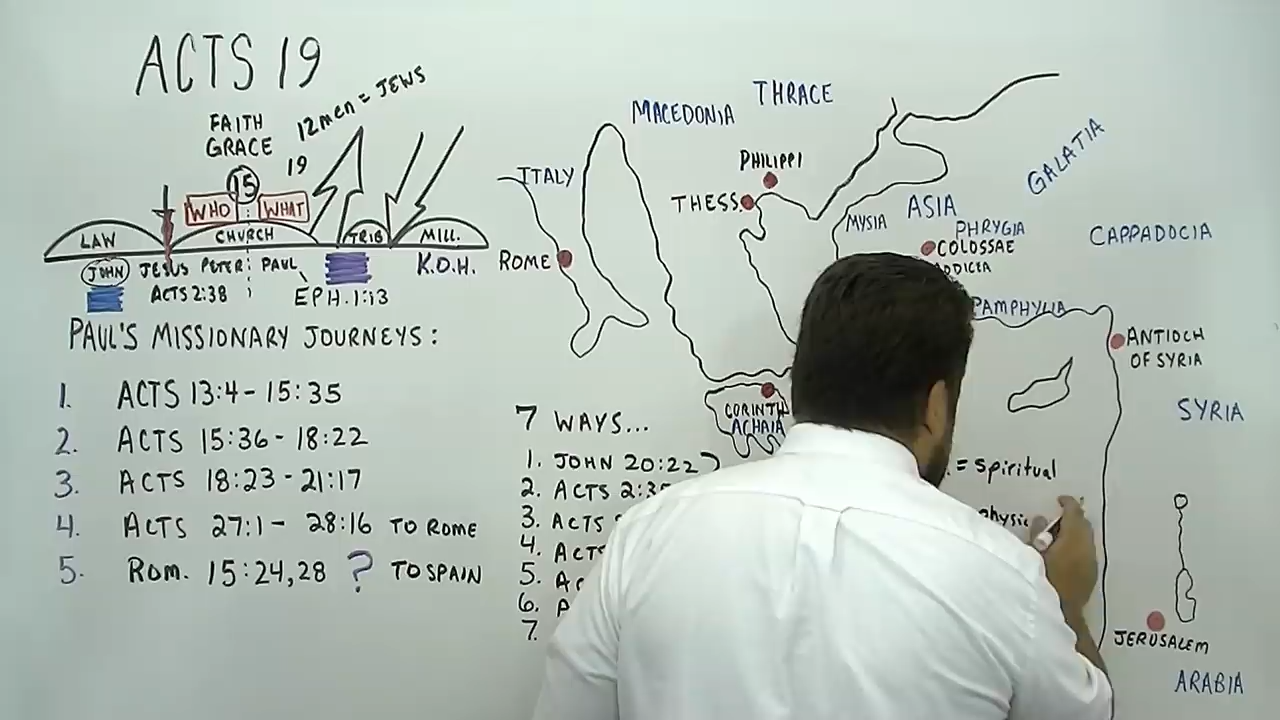 ACTS 19
12 men = JEWS
FAITH
GRACE
19
15
WHO
WHAT
LAW
CHURCH
TRIB
MILL.
JOHN
JESUS
PETER
PAUL
K.O.H.
ACTS 2:38
EPH. 1:13
PAUL'S MISSIONARY JOURNEYS:
1. ACTS 13:4 - 15:35
2. ACTS 15:36 - 18:22
3. ACTS 18:23 - 21:17
4. ACTS 27:1 - 28:16 TO ROME
5. ROM. 15:24,28 ? TO SPAIN
7 WAYS...
1. JOHN 20:22
2. ACTS
3. ACTS
4. ACTS
5.
6.
7.
= Spiritual
MACEDONIA
THRACE
ITALY
PHILIPPI
THESS.
ROME
GALATIA
MYSIA
ASIA
PHRYGIA
COLOSSAE
CAPPADOCIA
PAMPHYLIA
ANTIOCH
OF SYRIA
SYRIA
CORINTH
ACHAIA
JERUSALEM
ARABIA